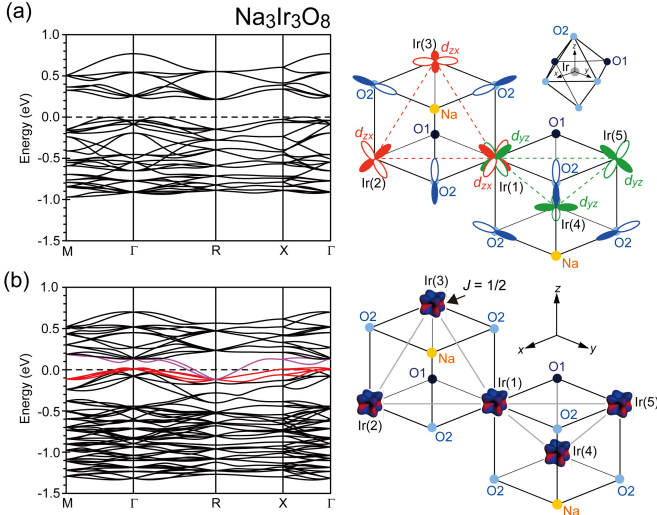 (a)
Na3Ir3O8
Energy (eV)
1.0
0.5
0.0
-0.5
-1.0
-1.5
M
Γ
R
X
Γ
Ir(3)
dzx
O2
O2
Na
O1
dzx
Ir(2)
O2
dyz
dzx
Ir(1)
O2
O1
Ir
x
y
z
Ir(5)
dyz
O2
dyz
Ir(4)
O2
O2
Na
(b)
Energy (eV)
1.0
0.5
0.0
-0.5
-1.0
-1.5
M
Γ
R
X
Γ
Ir(3)
J = 1/2
O2
O2
Na
O1
Ir(2)
O2
Ir(1)
z
x
y
O1
Ir(5)
O2
Ir(4)
O2
O2
Na